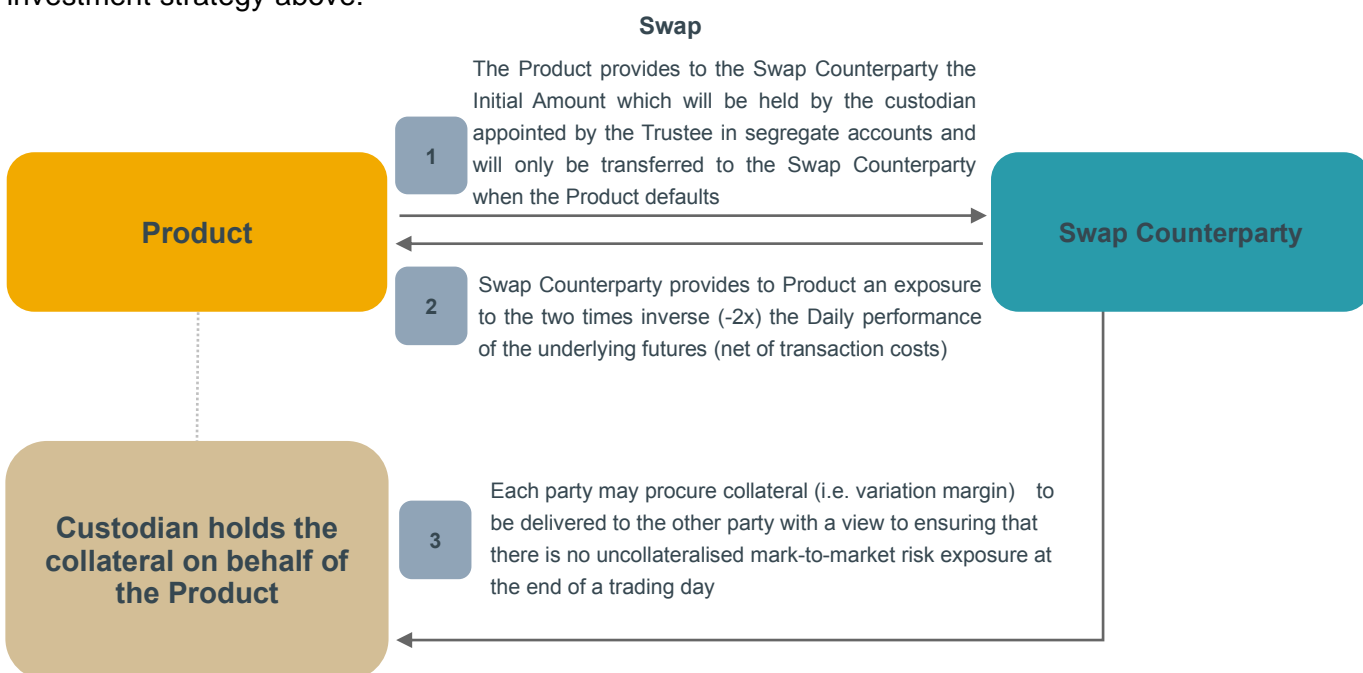 investment strategy above.
Swap
The Product provides to the Swap Counterparty the
Initial Amount which will be held by the custodian
appointed by the Trustee in segregate accounts and
will only be transferred to the Swap Counterparty
when the Product defaults
1
Product
Swap Counterparty
2
Swap Counterparty provides to Product an exposure
to the two times inverse (-2x) the Daily performance
of the underlying futures (net of transaction costs)
Custodian holds the
collateral on behalf of
the Product
3
Each party may procure collateral (i.e. variation margin) to
be delivered to the other party with a view to ensuring that
there is no uncollateralised mark-to-market risk exposure at
the end of a trading day